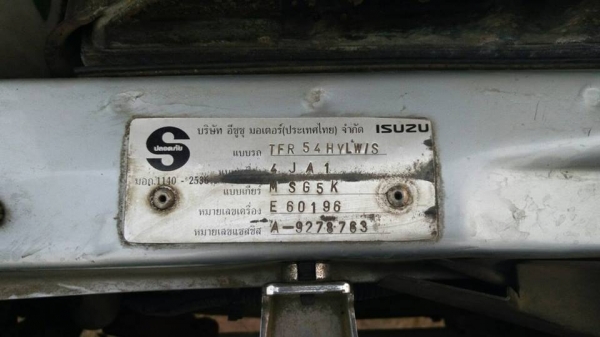 บริษัท อีซูซุ มอเตอร์(ประเทศไทย) จำกัด ISUZU
S
ปลอดภัย
แบบรถ TFR 54HYLW/S
4JA1
มอก.1140 -
แบบเกียร์ MSG5K
หมายเลขเครื่อง E 60196
หมายเลขแชสซีส์ A-9278763